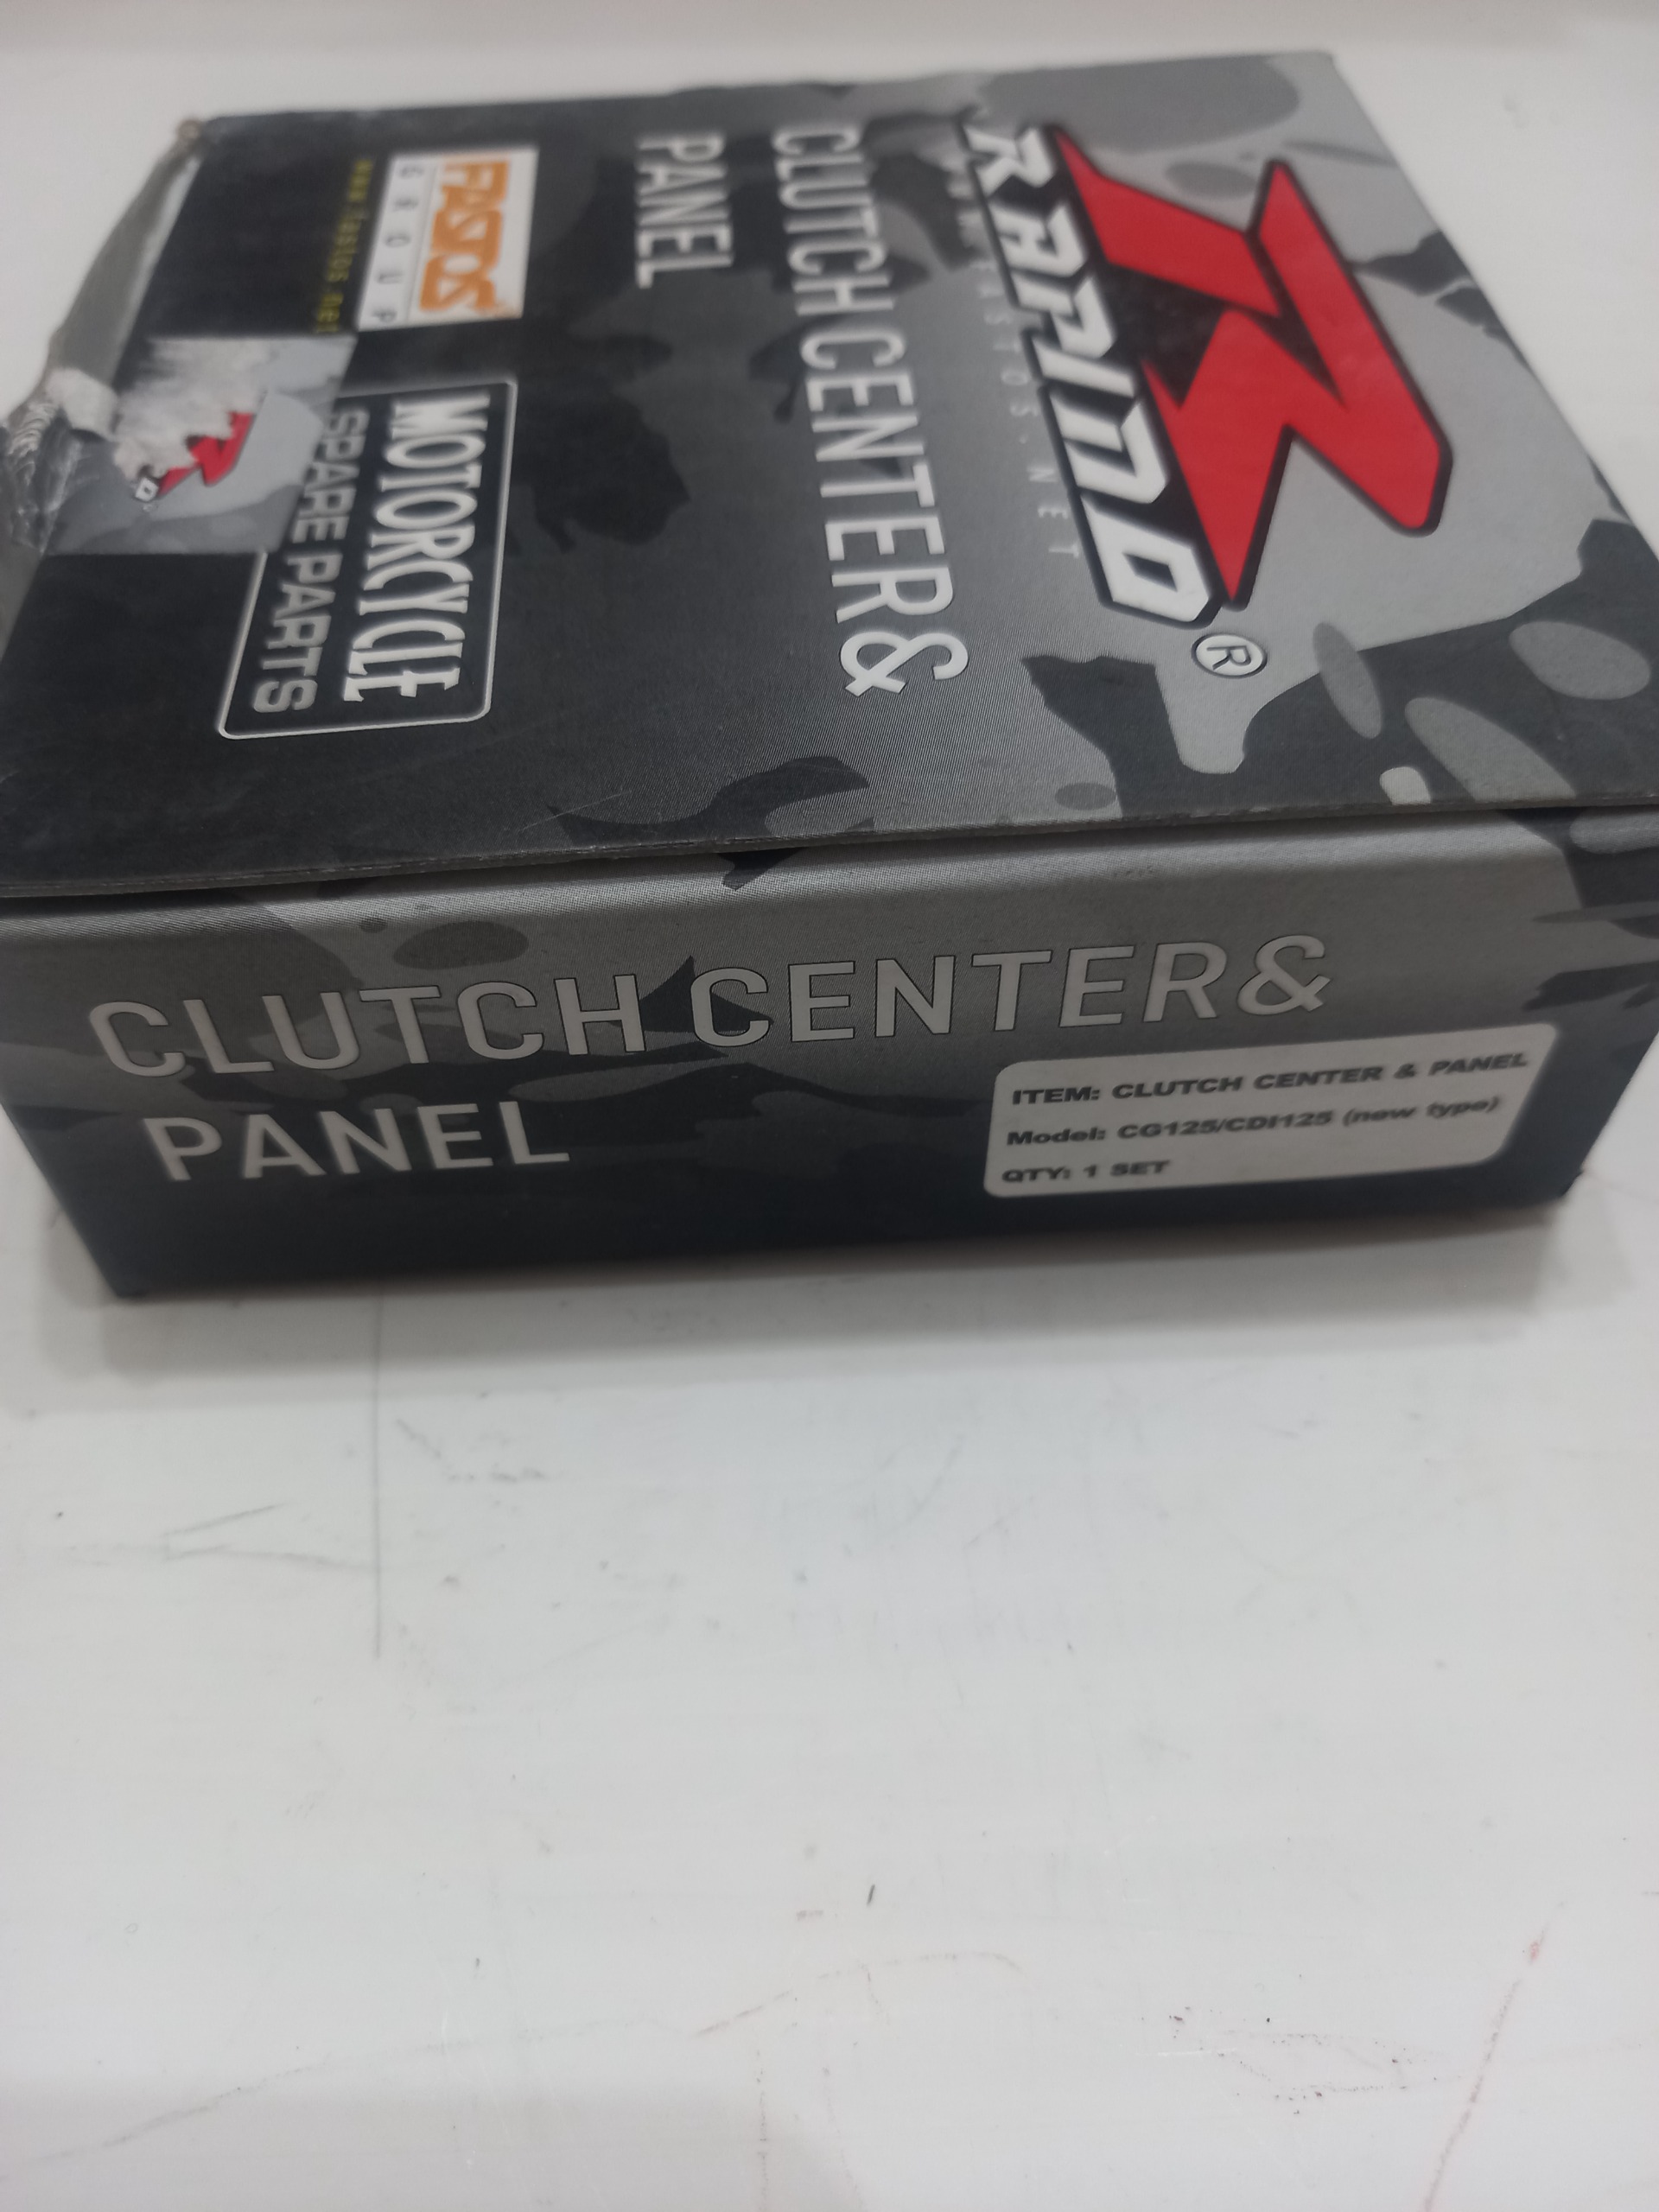 RAPIDO®
WWW.FASTOS.NET
CLUTCH CENTER&
PANEL
FASTOS
GROUP
www.fastos.net
MOTORCYCLE
SPARE PARTS
CLUTCH CENTER&
PANEL
ITEM: CLUTCH CENTER & PANEL
Model: CG125/CDI125 (new type)
QTY: 1 SET